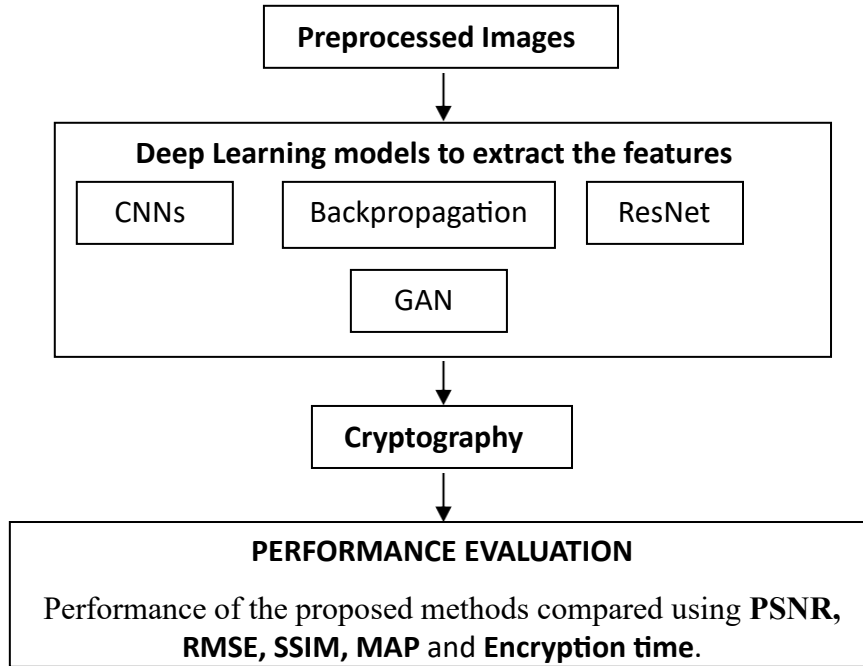 Preprocessed Images
Deep Learning models to extract the features
CNNs
Backpropagation
ResNet
GAN
Cryptography
PERFORMANCE EVALUATION
Performance of the proposed methods compared using PSNR,
RMSE, SSIM, MAP and Encryption time.